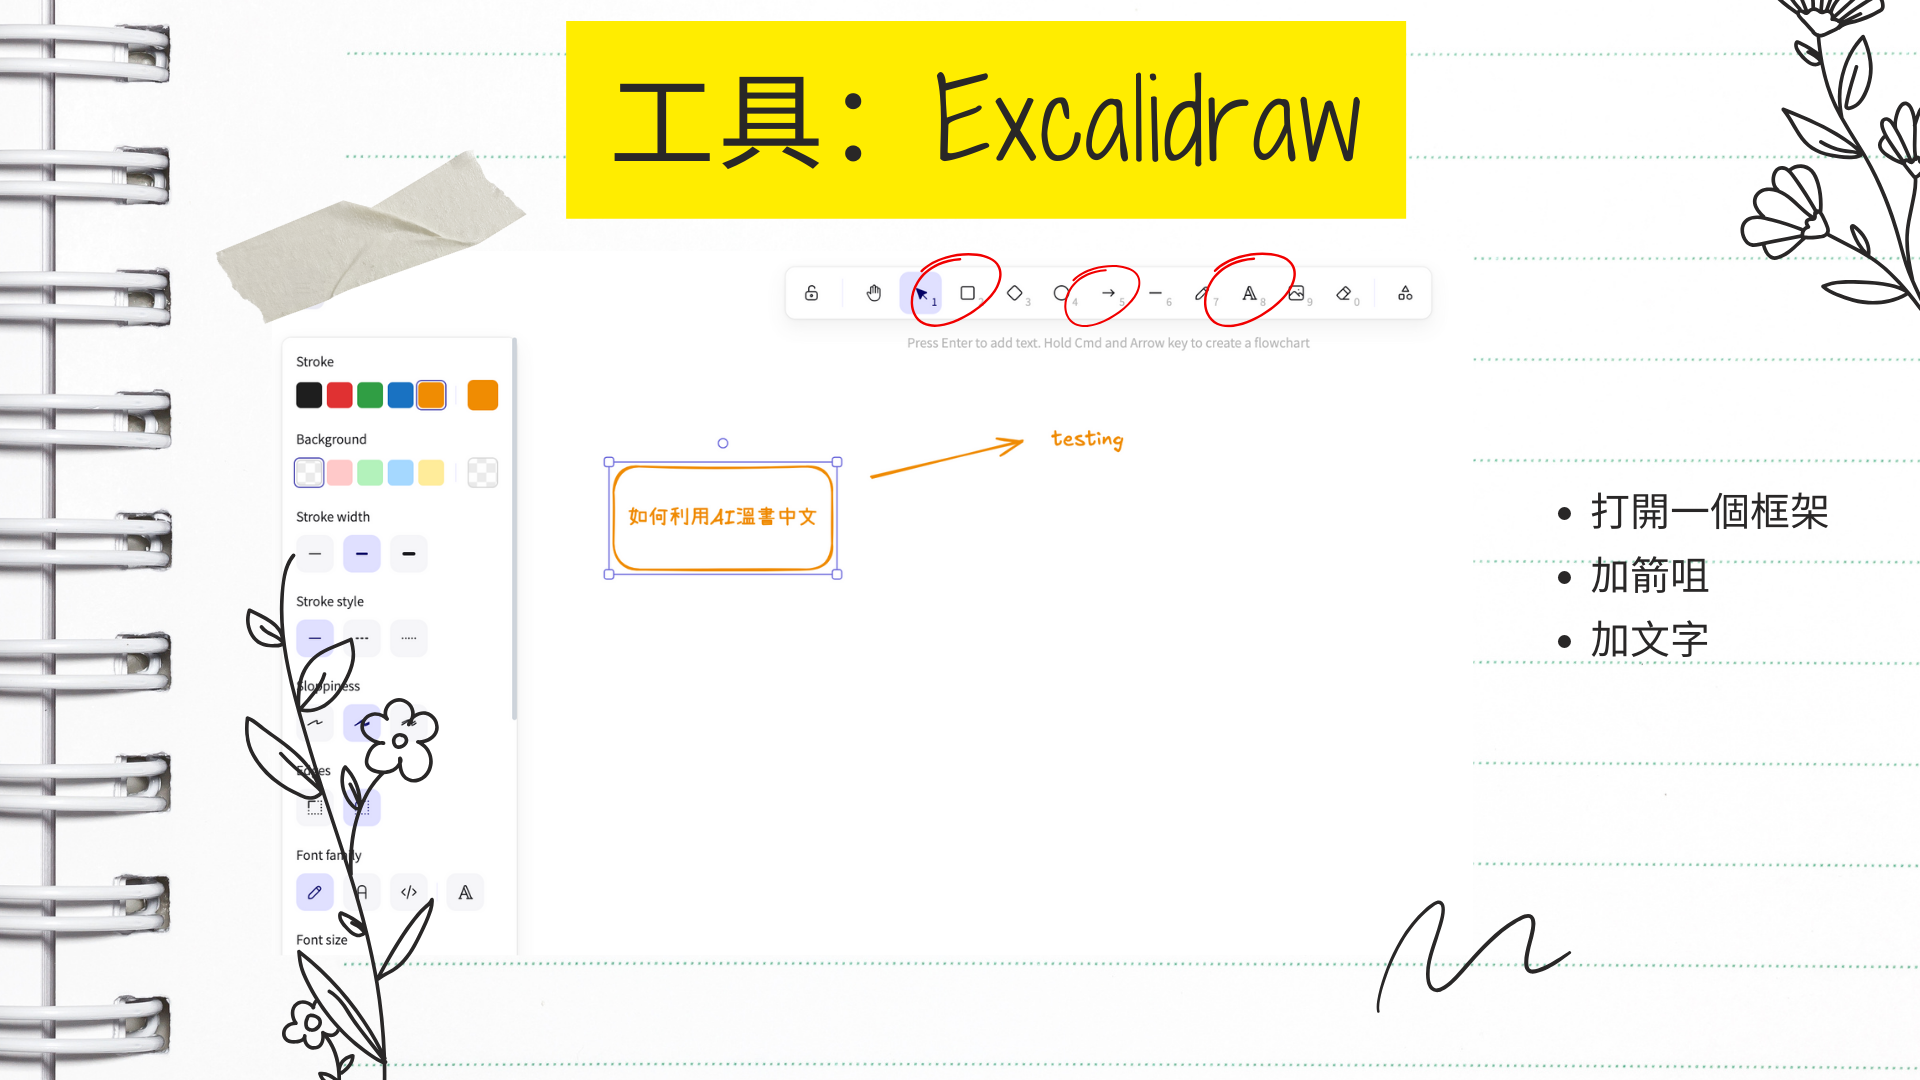 工具：Excalidraw
1 2 3 4 5 6 7 8 9 0
Press Enter to add text. Hold Cmd and Arrow key to create a flowchart
Stroke
Background
Stroke width
Stroke style
Sloppiness
Edges
Font family
Font size
testing
如何利用AI溫書中文
打開一個框架
加箭咀
加文字